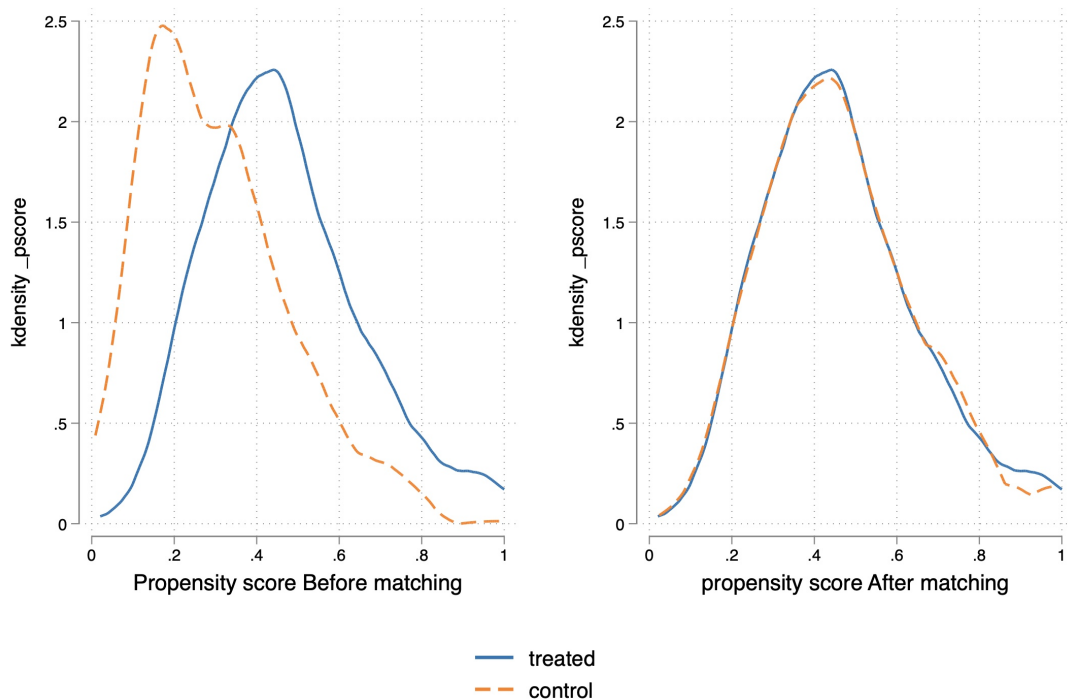 2.5
2
1.5
1
.5
0
kdensity _pscore
0 .2 .4 .6 .8 1
Propensity score Before matching
2.5
2
1.5
1
.5
0
kdensity _pscore
0 .2 .4 .6 .8 1
propensity score After matching
treated
control